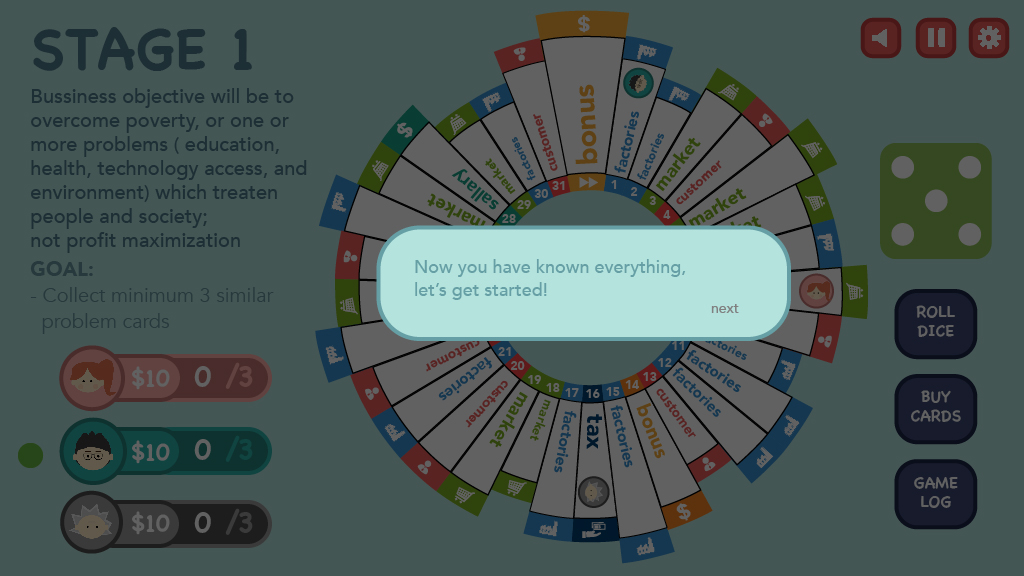 STAGE 1
Bussiness objective will be to
overcome poverty, or one or
more problems ( education,
health, technology access, and
environment) which treaten
people and society;
not profit maximization
GOAL:
- Collect minimum 3 similar
problem cards
$10 0 /3
$10 0 /3
$10 0 /3
$
bonus
factories
factories
market
customer
market
customer
factories
market
$
sallary
market
31
30
29
28
1
2
3
4
Now you have known everything,
let's get started!
next
ROLL
DICE
BUY
CARDS
GAME
LOG
11
12
13
14
15
16
17
18
19
20
21
factories
factories
factories
customer
bonus
$
factories
tax
factories
market
market
customer
factories
customer